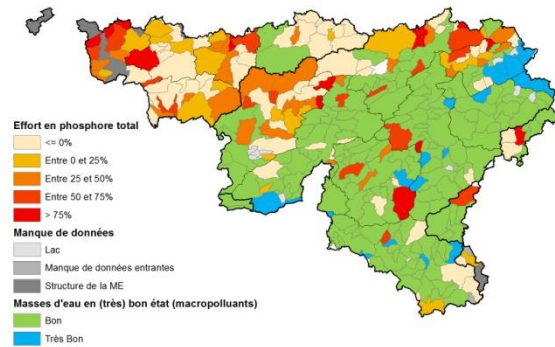 Effort en phosphore total
<= 0%
Entre 0 et 25%
Entre 25 et 50%
Entre 50 et 75%
> 75%
Manque de données
Lac
Manque de données entrantes
Structure de la ME
Masses d'eau en (très) bon état (macropolluants)
Bon
Très Bon